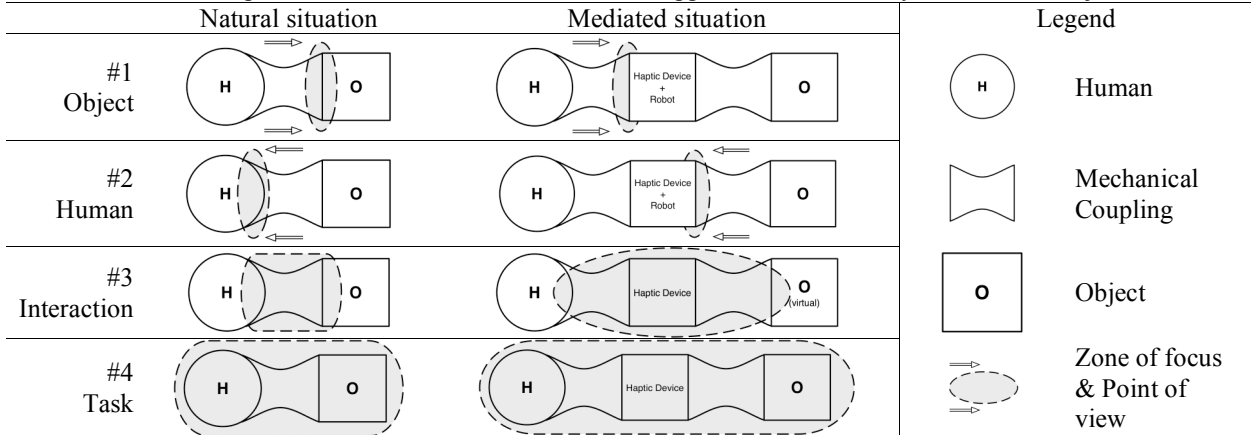 Natural situation
Mediated situation
Legend
#1
Object
H
O
H
Haptic Device
+
Robot
O
H
Human
#2
Human
H
O
H
Haptic Device
+
Robot
O
Mechanical
Coupling
#3
Interaction
H
O
H
Haptic Device
O
(virtual)
O
Object
#4
Task
H
O
H
Haptic Device
O
Zone of focus
& Point of
view